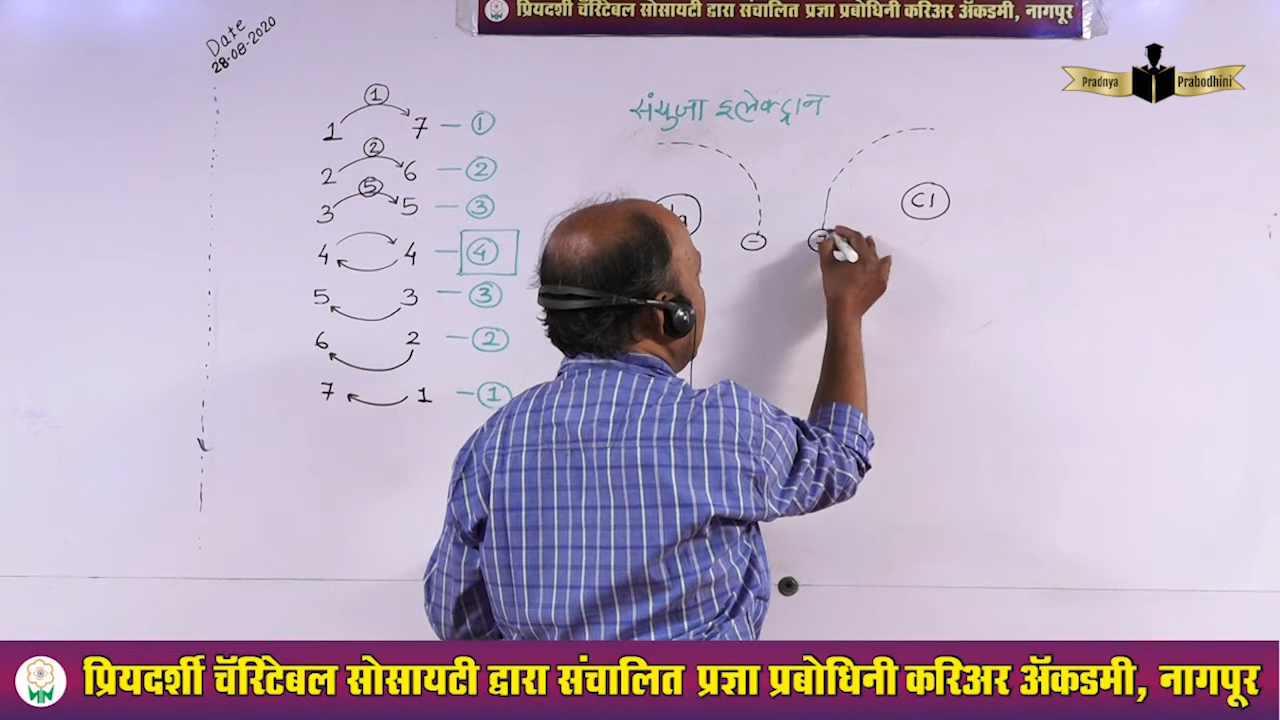 प्रियदर्शी चॅरिटेबल सोसायटी द्वारा संचालित प्रज्ञा प्रबोधिनी करिअर ॲकडमी, नागपूर
Pradnya Prabodhini
Date
28-08-2020
संयुजा इलेक्ट्रान
1
1 7 - 1
2
2 6 - 2
5
3 5 - 3
4 4 - 4
5 3 - 3
6 2 - 2
7 1 - 1
Cl
-
प्रियदर्शी चॅरिटेबल सोसायटी द्वारा संचालित प्रज्ञा प्रबोधिनी करिअर ॲकडमी, नागपूर